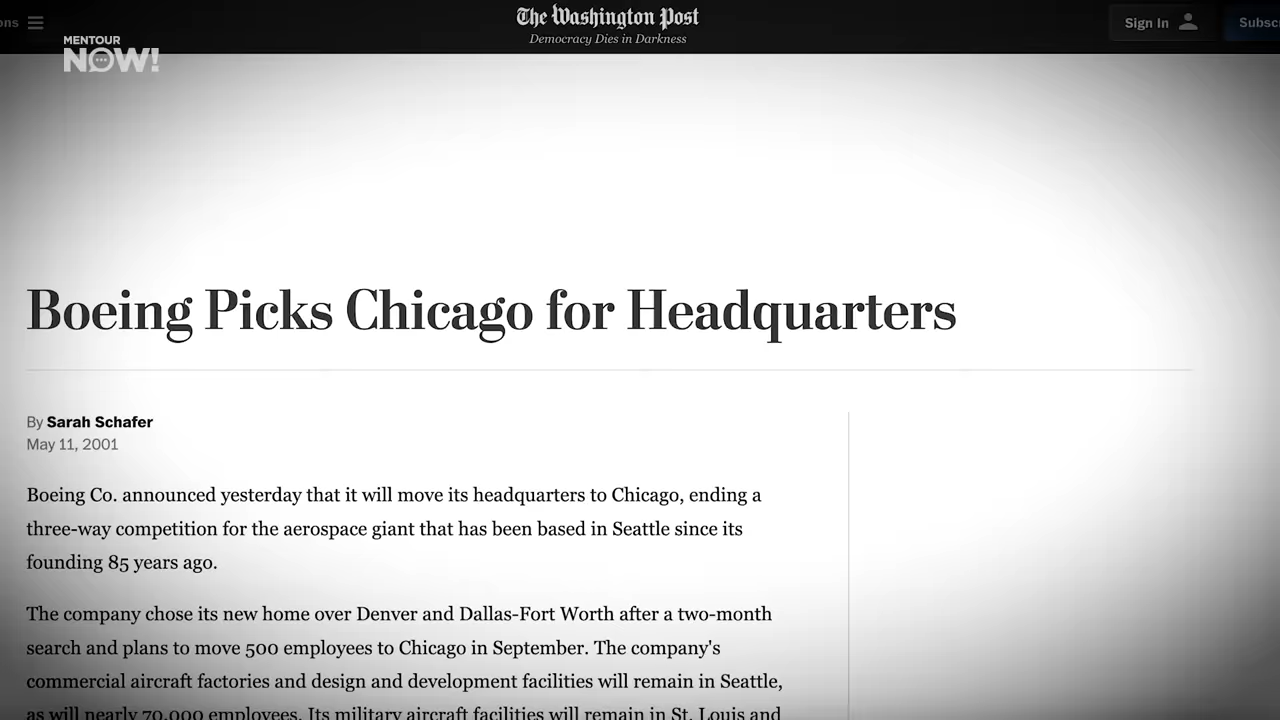 ons
The Washington Post
Democracy Dies in Darkness
Sign In
Subsc
MENTOUR
NOW!
Boeing Picks Chicago for Headquarters
By Sarah Schafer
May 11, 2001
Boeing Co. announced yesterday that it will move its headquarters to Chicago, ending a
three-way competition for the aerospace giant that has been based in Seattle since its
founding 85 years ago.
The company chose its new home over Denver and Dallas-Fort Worth after a two-month
search and plans to move 500 employees to Chicago in September. The company's
commercial aircraft factories and design and development facilities will remain in Seattle,
as will nearly 70,000 employees. Its military aircraft facilities will remain in St. Louis and